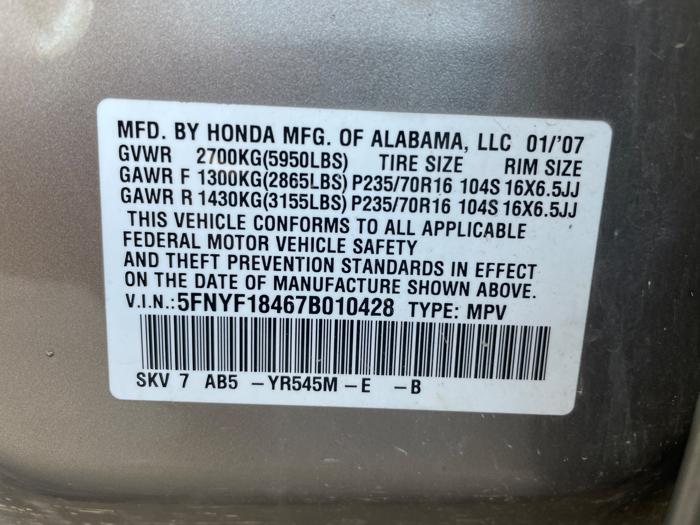 MFD. BY HONDA MFG. OF ALABAMA, LLC 01/'07
GVWR 2700KG(5950LBS) TIRE SIZE RIM SIZE
GAWR F 1300KG(2865LBS) P235/70R16 104S 16X6.5JJ
GAWR R 1430KG(3155LBS) P235/70R16 104S 16X6.5JJ
THIS VEHICLE CONFORMS TO ALL APPLICABLE
FEDERAL MOTOR VEHICLE SAFETY
AND THEFT PREVENTION STANDARDS IN EFFECT
ON THE DATE OF MANUFACTURE SHOWN ABOVE.
V.I.N.:5FNYF18467B010428 TYPE: MPV
SKV 7 AB5 -YR545M-E -B